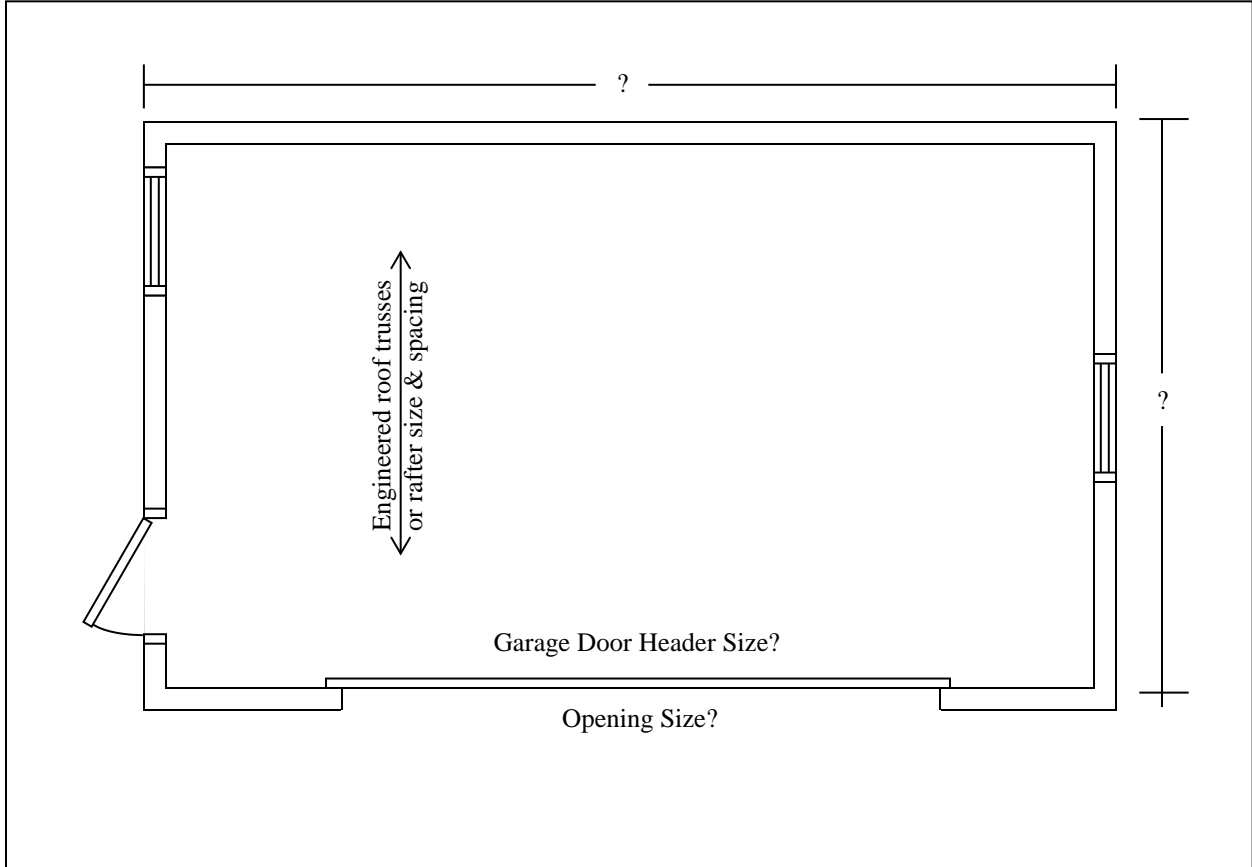 ?
?
Engineered roof trusses
or rafter size & spacing
Garage Door Header Size?
Opening Size?